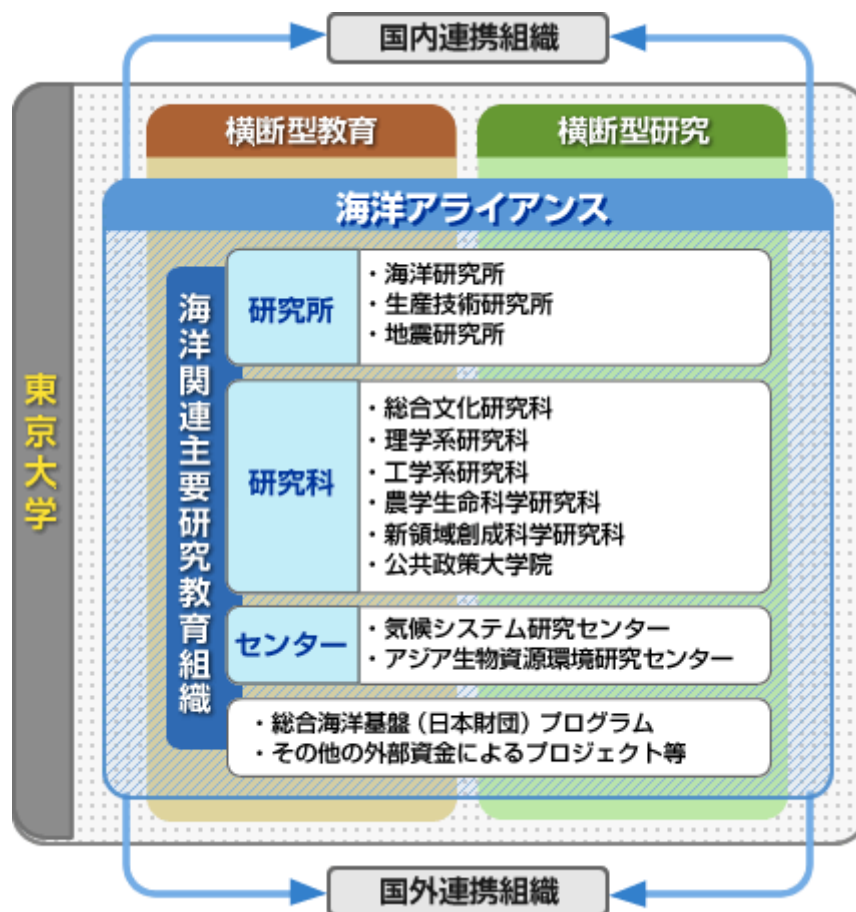 国内連携組織
横断型教育
横断型研究
海洋アライアンス
東京大学
海洋関連主要研究教育組織
研究所
・海洋研究所
・生産技術研究所
・地震研究所
研究科
・総合文化研究科
・理学系研究科
・工学系研究科
・農学生命科学研究科
・新領域創成科学研究科
・公共政策大学院
センター
・気候システム研究センター
・アジア生物資源環境研究センター
・総合海洋基盤（日本財団）プログラム
・その他の外部資金によるプロジェクト等
国外連携組織